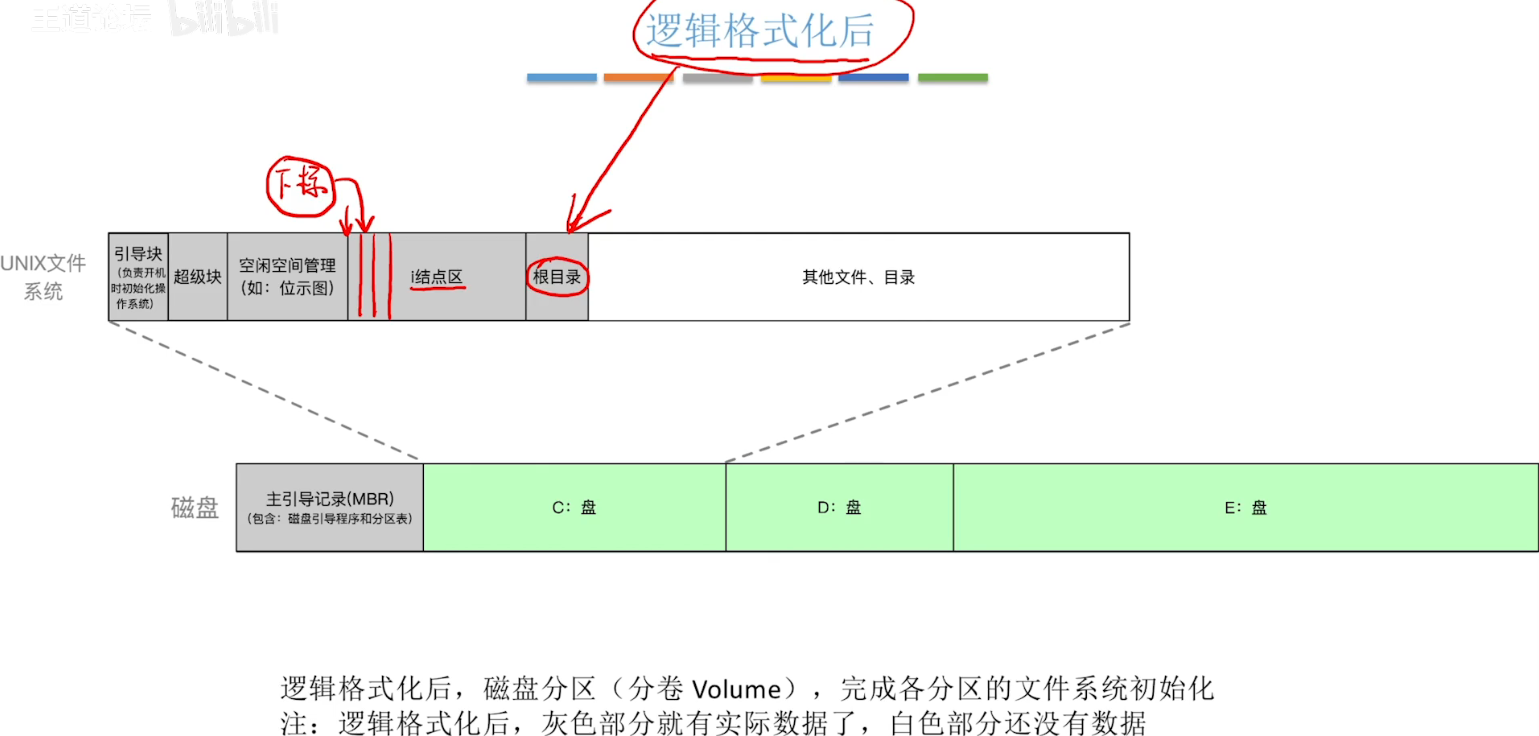 王道论坛 bilibili
逻辑格式化后
下标
UNIX文件
系统
引导块
(负责开机
时初始化操
作系统)
超级块
空闲空间管理
(如：位示图)
i结点区
根目录
其他文件、目录
磁盘
主引导记录(MBR)
(包含：磁盘引导程序和分区表)
C：盘
D：盘
E：盘
逻辑格式化后，磁盘分区（分卷 Volume），完成各分区的文件系统初始化
注：逻辑格式化后，灰色部分就有实际数据了，白色部分还没有数据